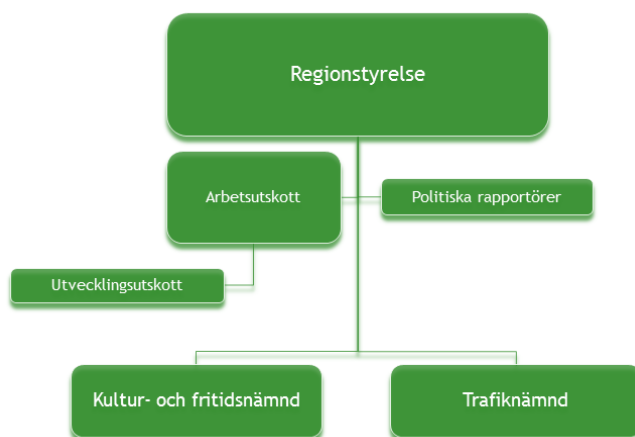 Regionstyrelse
Arbetsutskott
Politiska rapportörer
Utvecklingsutskott
Kultur- och fritidsnämnd
Trafiknämnd